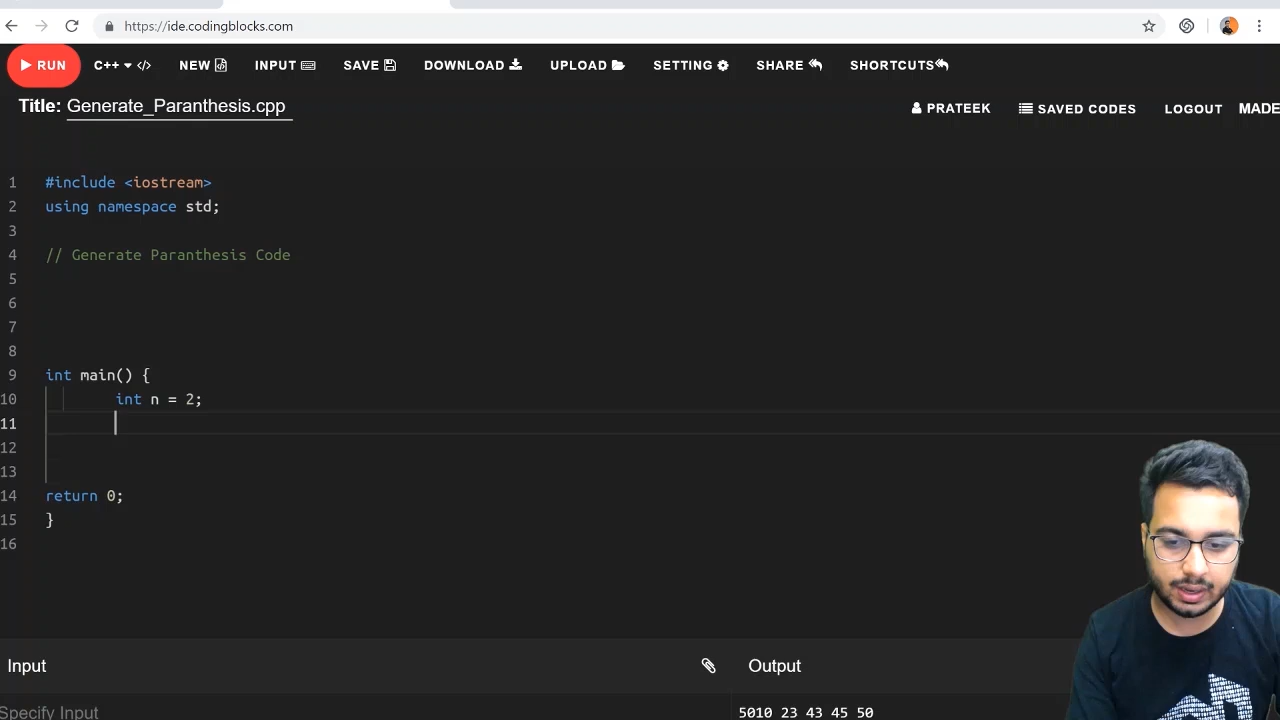 https://ide.codingblocks.com
RUN C++ </> NEW INPUT SAVE DOWNLOAD UPLOAD SETTING SHARE SHORTCUTS
Title: Generate_Paranthesis.cpp PRATEEK SAVED CODES LOGOUT MADE
1 #include <iostream>
2 using namespace std;
3
4 // Generate Paranthesis Code
5
6
7
8
9 int main() {
10 int n = 2;
11
12
13
14 return 0;
15 }
16
Input Output
Specify Input 5010 23 43 45 50